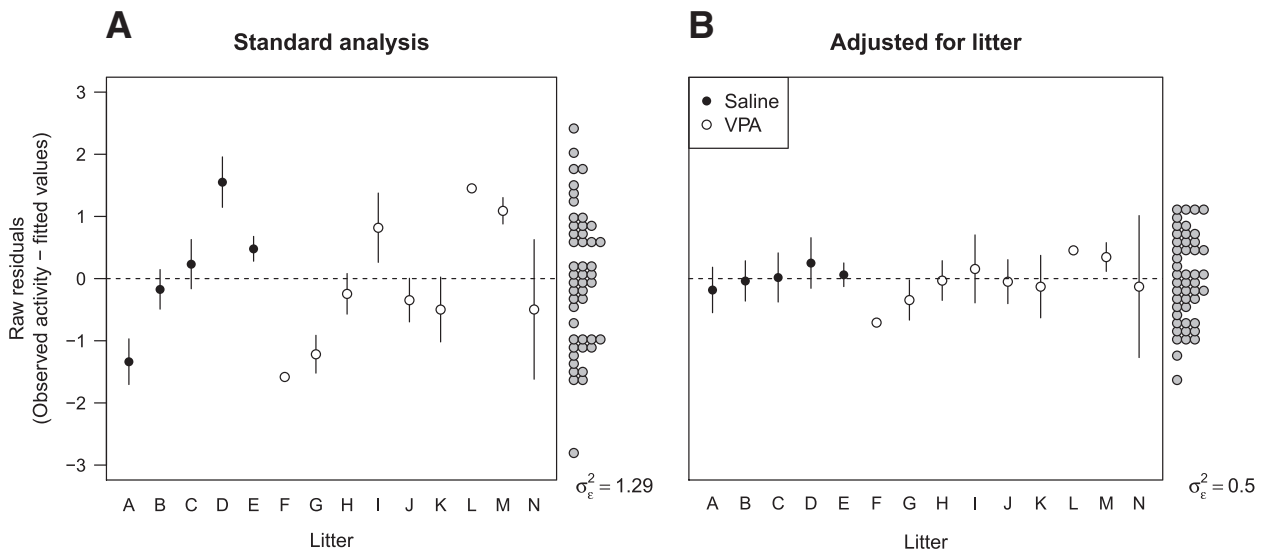 A
Standard analysis
Raw residuals
(Observed activity − fitted values)
3
2
1
0
−1
−2
−3
A B C D E F G H I J K L M N
Litter
σ²ε = 1.29
B
Adjusted for litter
Saline
VPA
A B C D E F G H I J K L M N
Litter
σ²ε = 0.5